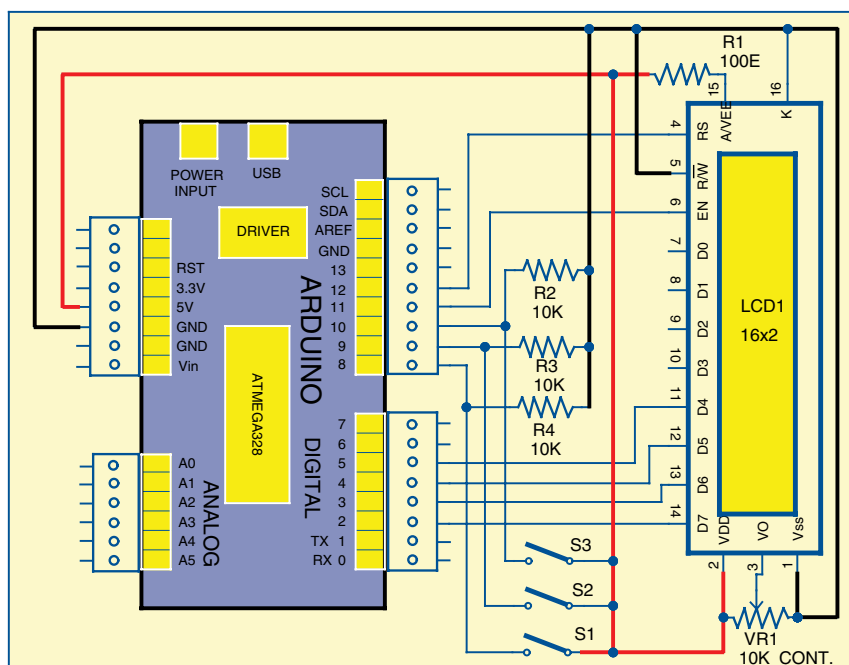 R1
100E
15
16
A/VEE
K
4
RS
5
R/W
6
EN
7
D0
8
D1
9
D2
10
D3
11
D4
12
D5
13
D6
14
D7
LCD1
16x2
VDD
VO
Vss
2
3
1
VR1
10K CONT.
POWER
INPUT
USB
DRIVER
ARDUINO
ATMEGA328
DIGITAL
ANALOG
RST
3.3V
5V
GND
GND
Vin
A0
A1
A2
A3
A4
A5
SCL
SDA
AREF
GND
13
12
11
10
9
8
7
6
5
4
3
2
TX 1
RX 0
R2
10K
R3
10K
R4
10K
S3
S2
S1